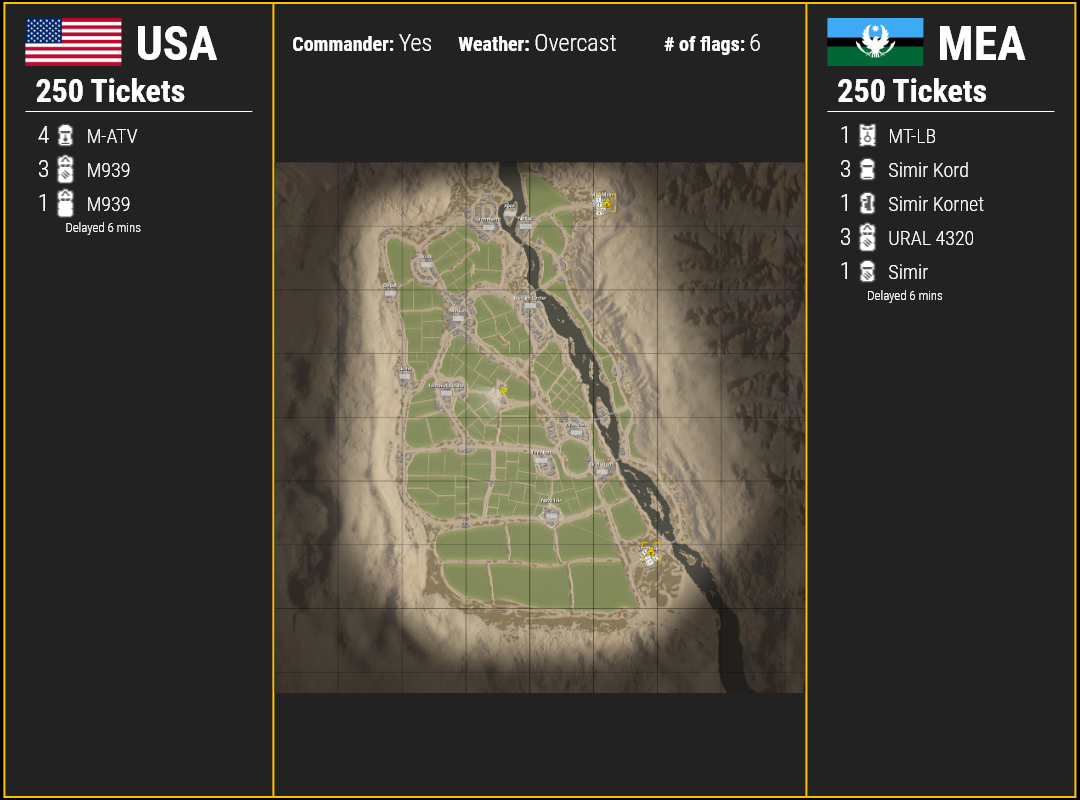 USA
250 Tickets
4 M-ATV
3 M939
1 M939
Delayed 6 mins
Commander: Yes Weather: Overcast # of flags: 6
MEA
250 Tickets
1 MT-LB
3 Simir Kord
1 Simir Kornet
3 URAL 4320
1 Simir
Delayed 6 mins